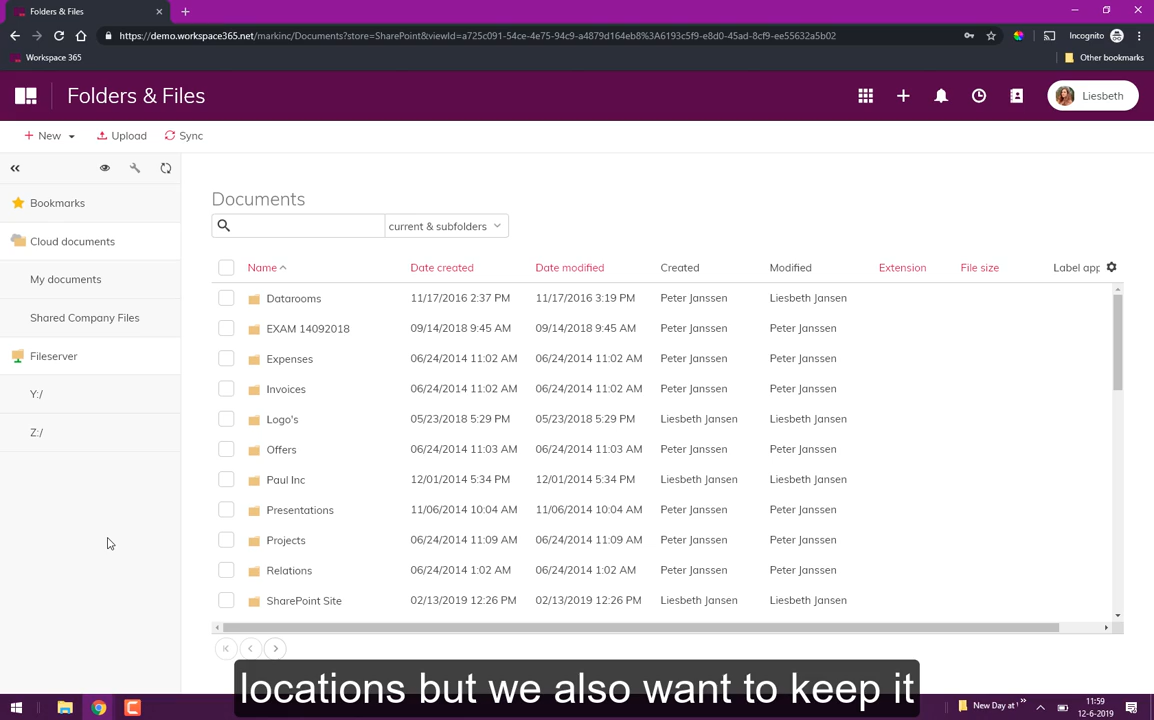 Folders & Files
https://demo.workspace365.net/markinc/Documents?store=SharePoint&viewId=a725c091-54ce-4e75-94c9-a4879d164eb8%3A6193c5f9-e8d0-45ad-8cf9-ee55632a5b02
Incognito
Workspace 365
Other bookmarks
Folders & Files
Liesbeth
New
Upload
Sync
Bookmarks
Cloud documents
My documents
Shared Company Files
Fileserver
Y:/
Z:/
Documents
current & subfolders
Name Date created Date modified Created Modified Extension File size Label app
Datarooms 11/17/2016 2:37 PM 11/17/2016 3:19 PM Peter Janssen Liesbeth Jansen
EXAM 14092018 09/14/2018 9:45 AM 09/14/2018 9:45 AM Peter Janssen Peter Janssen
Expenses 06/24/2014 11:02 AM 06/24/2014 11:02 AM Peter Janssen Peter Janssen
Invoices 06/24/2014 11:02 AM 06/24/2014 11:02 AM Peter Janssen Peter Janssen
Logo's 05/23/2018 5:29 PM 05/23/2018 5:29 PM Liesbeth Jansen Liesbeth Jansen
Offers 06/24/2014 11:03 AM 06/24/2014 11:03 AM Peter Janssen Peter Janssen
Paul Inc 12/01/2014 5:34 PM 12/01/2014 5:34 PM Liesbeth Jansen Liesbeth Jansen
Presentations 11/06/2014 10:04 AM 11/06/2014 10:04 AM Peter Janssen Peter Janssen
Projects 06/24/2014 11:09 AM 06/24/2014 11:09 AM Peter Janssen Peter Janssen
Relations 06/24/2014 1:02 AM 06/24/2014 1:02 AM Peter Janssen Peter Janssen
SharePoint Site 02/13/2019 12:26 PM 02/13/2019 12:26 PM Liesbeth Jansen Liesbeth Jansen
locations but we also want to keep it
New Day at
11:59
12-6-2019